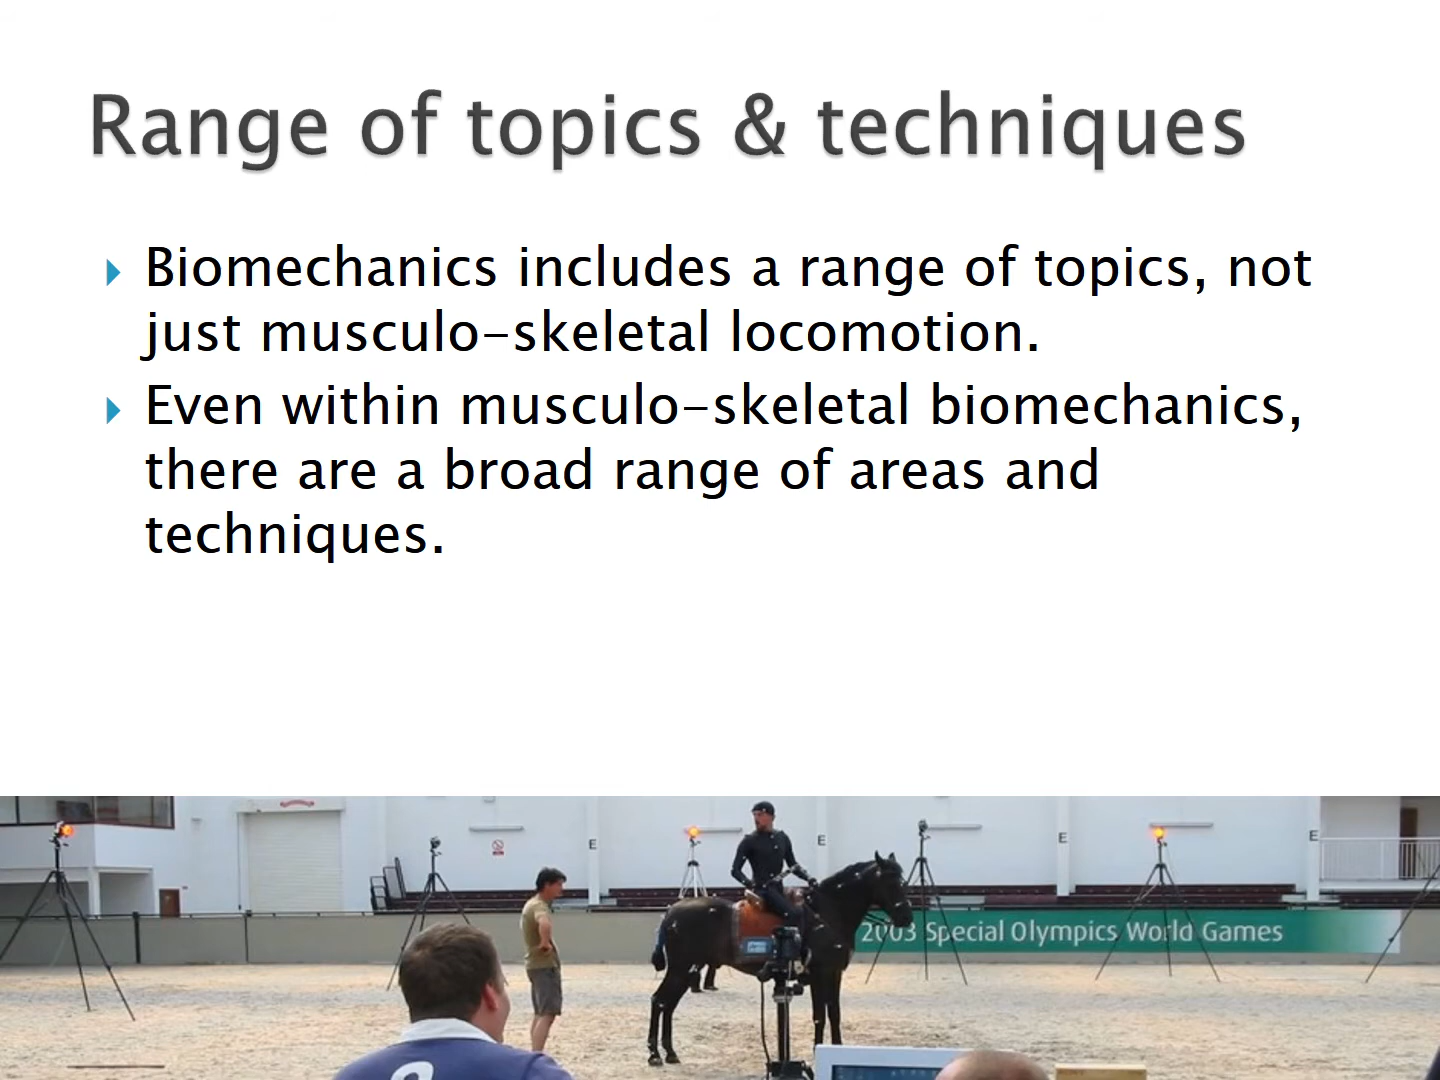 Range of topics & techniques
Biomechanics includes a range of topics, not
just musculo-skeletal locomotion.
Even within musculo-skeletal biomechanics,
there are a broad range of areas and
techniques.
E
E
E
E
2003 Special Olympics World Games